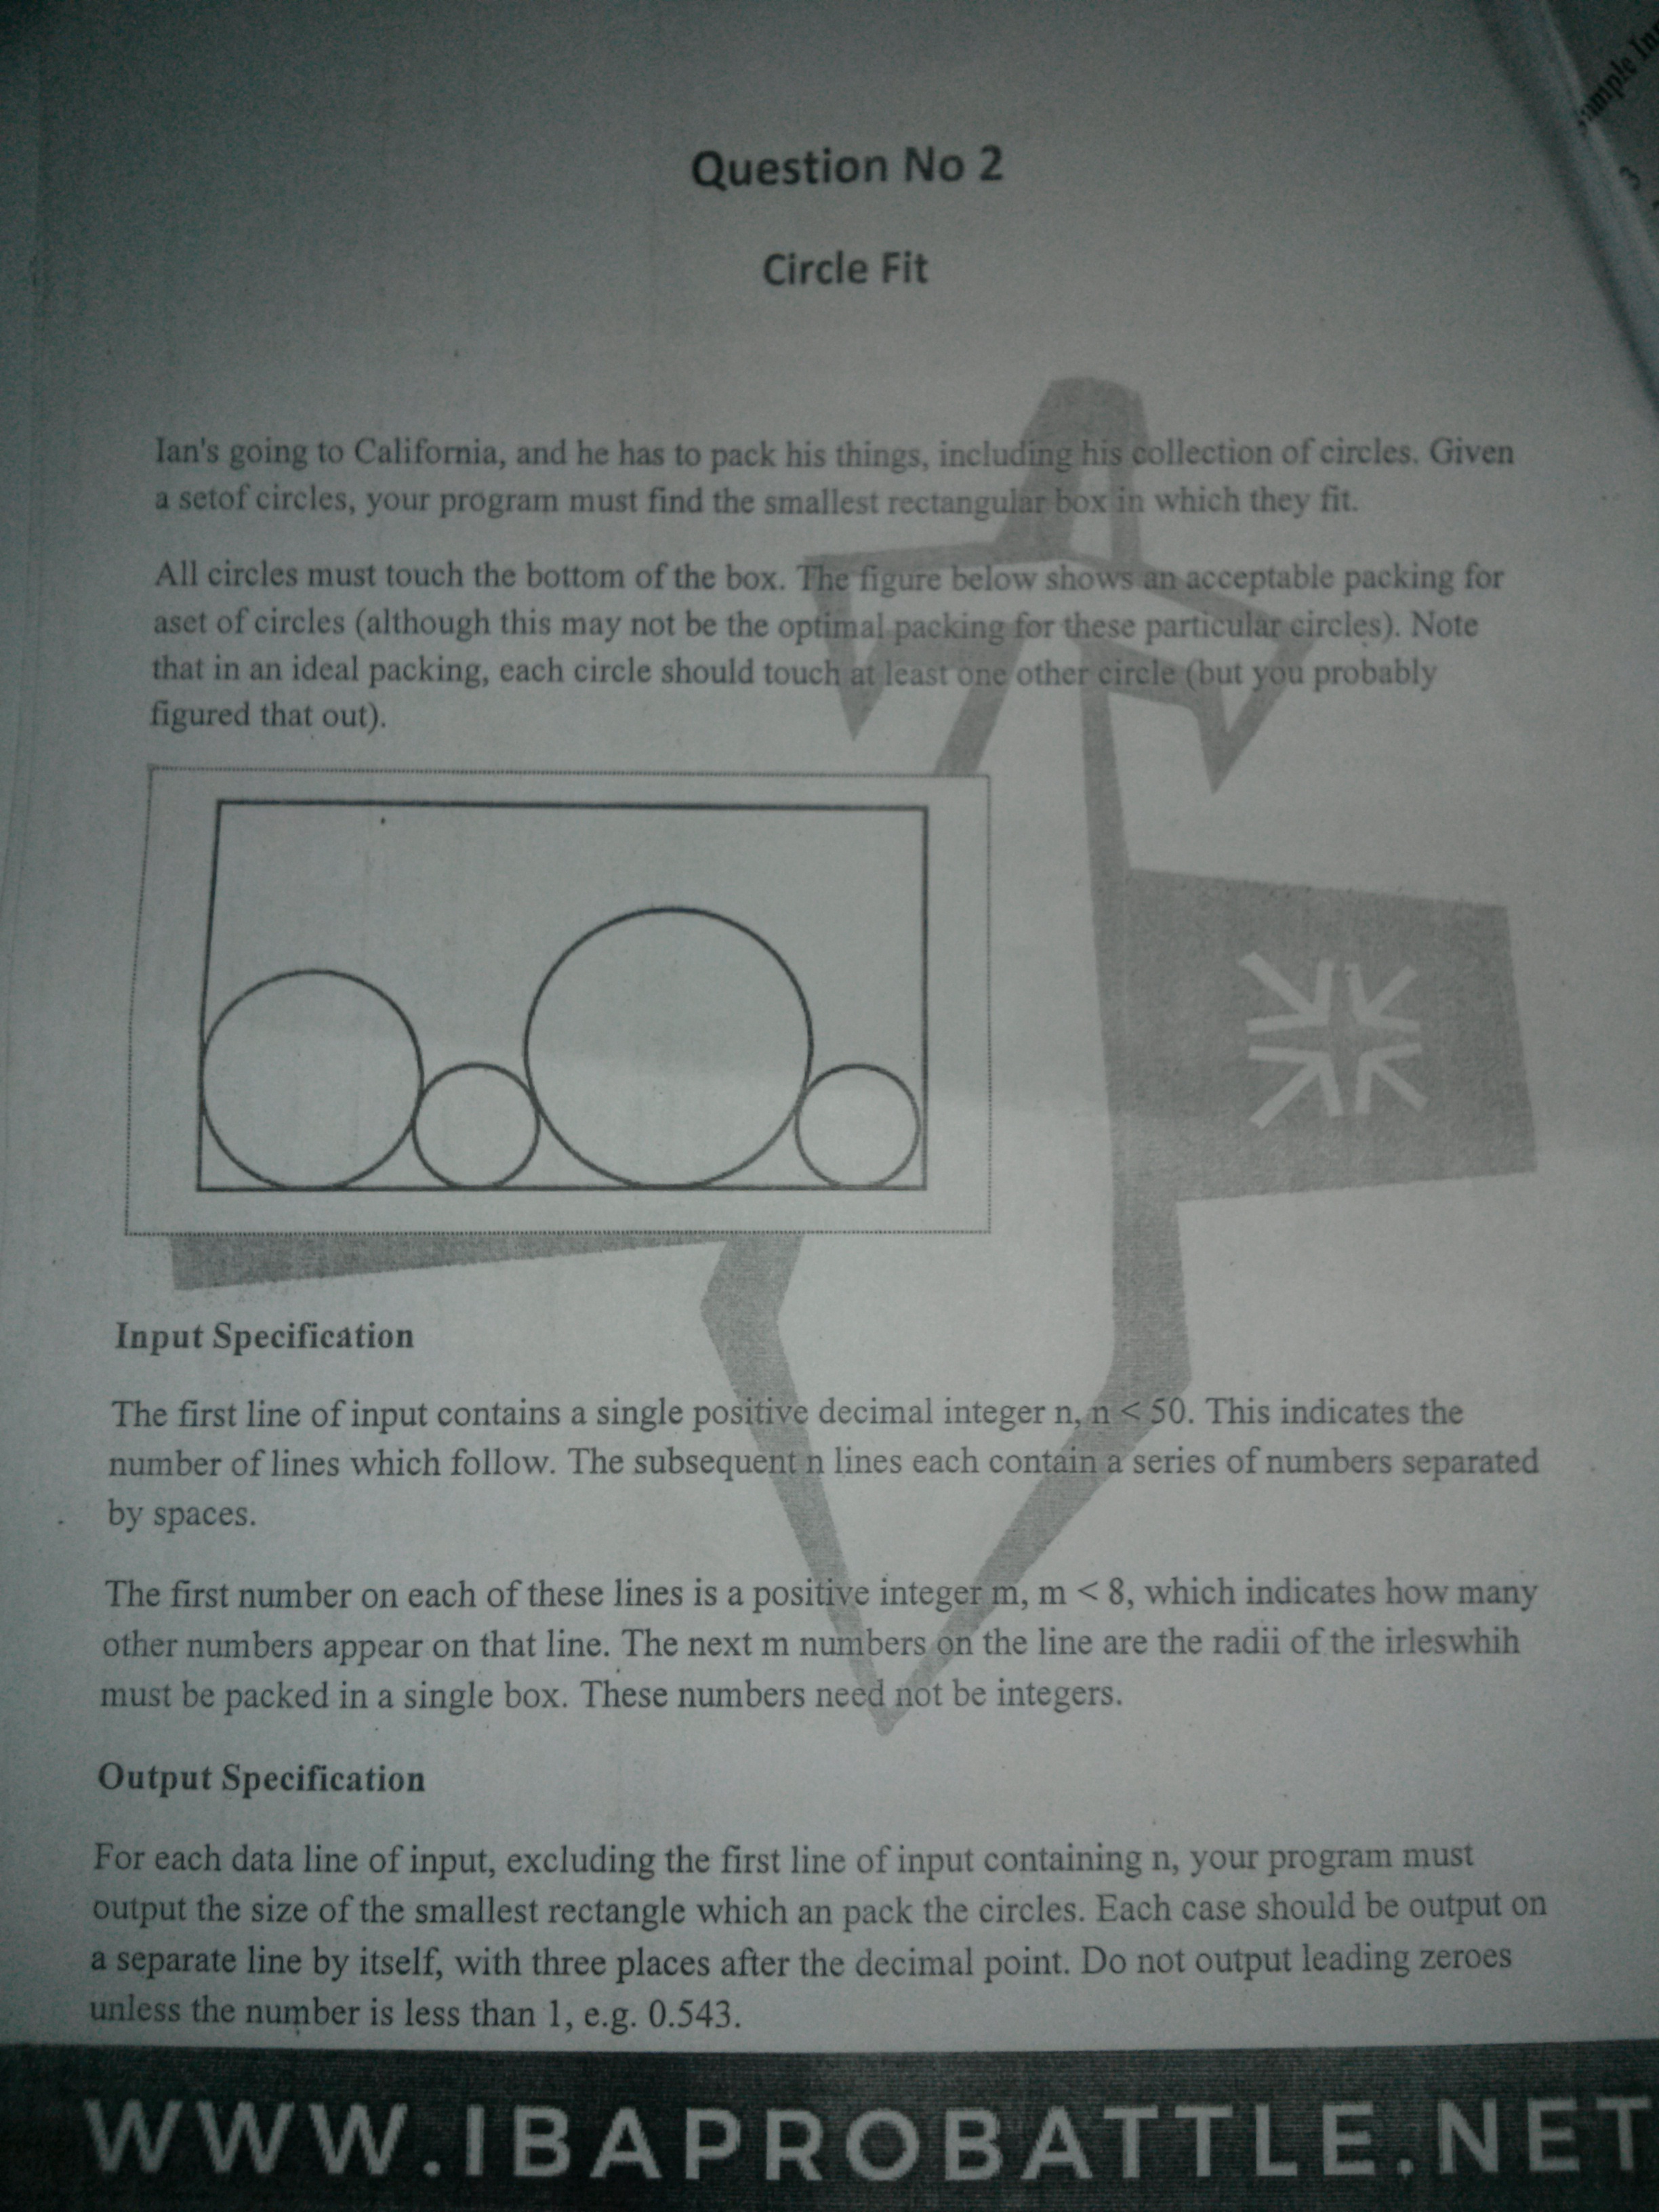 ample In
3
Question No 2
Circle Fit
Ian's going to California, and he has to pack his things, including his collection of circles. Given
a setof circles, your program must find the smallest rectangular box in which they fit.
All circles must touch the bottom of the box. The figure below shows an acceptable packing for
aset of circles (although this may not be the optimal packing for these particular circles). Note
that in an ideal packing, each circle should touch at least one other circle (but you probably
figured that out).
Input Specification
The first line of input contains a single positive decimal integer n, n < 50. This indicates the
number of lines which follow. The subsequent n lines each contain a series of numbers separated
by spaces.
The first number on each of these lines is a positive integer m, m < 8, which indicates how many
other numbers appear on that line. The next m numbers on the line are the radii of the irleswhih
must be packed in a single box. These numbers need not be integers.
Output Specification
For each data line of input, excluding the first line of input containing n, your program must
output the size of the smallest rectangle which an pack the circles. Each case should be output on
a separate line by itself, with three places after the decimal point. Do not output leading zeroes
unless the number is less than 1, e.g. 0.543.
WWW.IBAPROBATTLE.NET